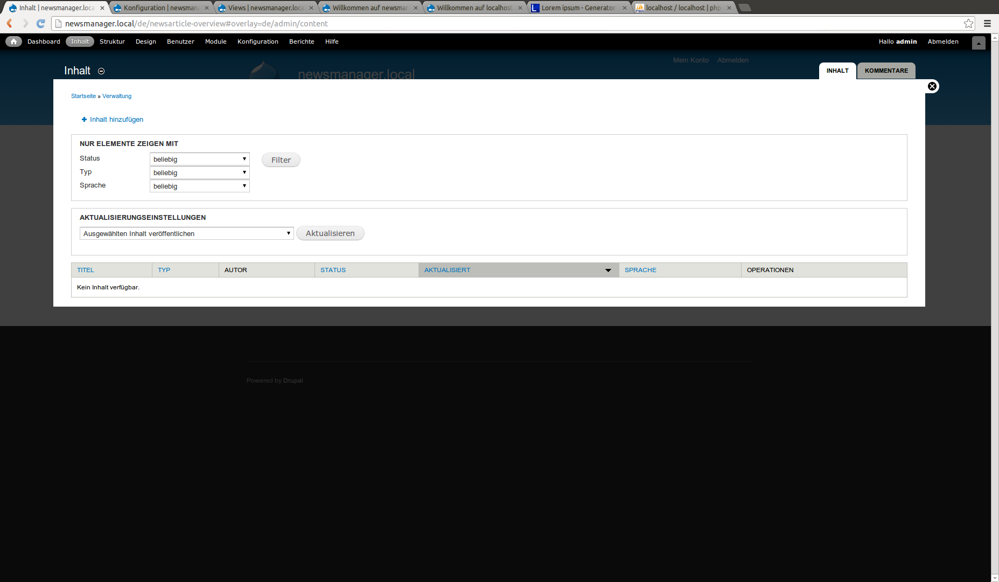 Inhalt | newsmanager.loca
Konfiguration | newsmana
Views | newsmanager.loca
Willkommen auf newsman
Willkommen auf localhost
Lorem ipsum - Generator
localhost / localhost | php
newsmanager.local/de/newsarticle-overview#overlay=de/admin/content
Dashboard Inhalt Struktur Design Benutzer Module Konfiguration Berichte Hilfe
Hallo admin Abmelden
Mein Konto Abmelden
newsmanager.local
Inhalt
INHALT KOMMENTARE
Startseite » Verwaltung
Inhalt hinzufügen
NUR ELEMENTE ZEIGEN MIT
Status beliebig Filter
Typ beliebig
Sprache beliebig
AKTUALISIERUNGSEINSTELLUNGEN
Ausgewählten Inhalt veröffentlichen Aktualisieren
TITEL TYP AUTOR STATUS AKTUALISIERT SPRACHE OPERATIONEN
Kein Inhalt verfügbar.
Powered by Drupal